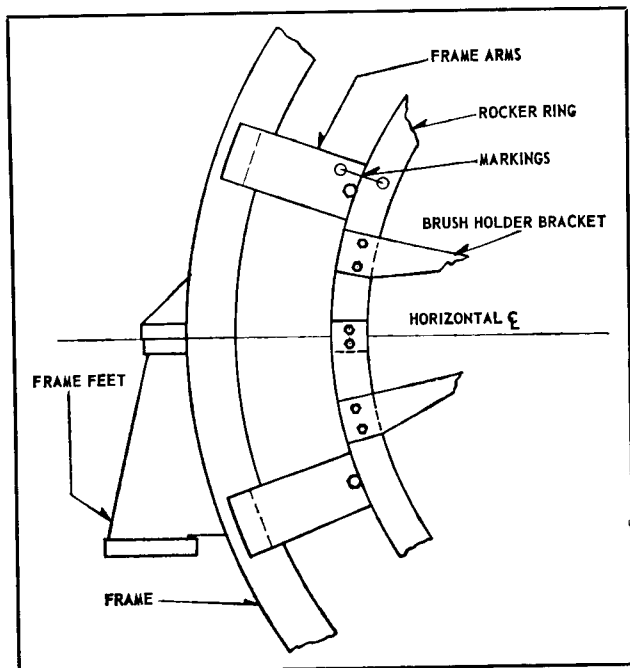 FRAME ARMS
ROCKER RING
MARKINGS
BRUSH HOLDER BRACKET
HORIZONTAL ℄
FRAME FEET
FRAME